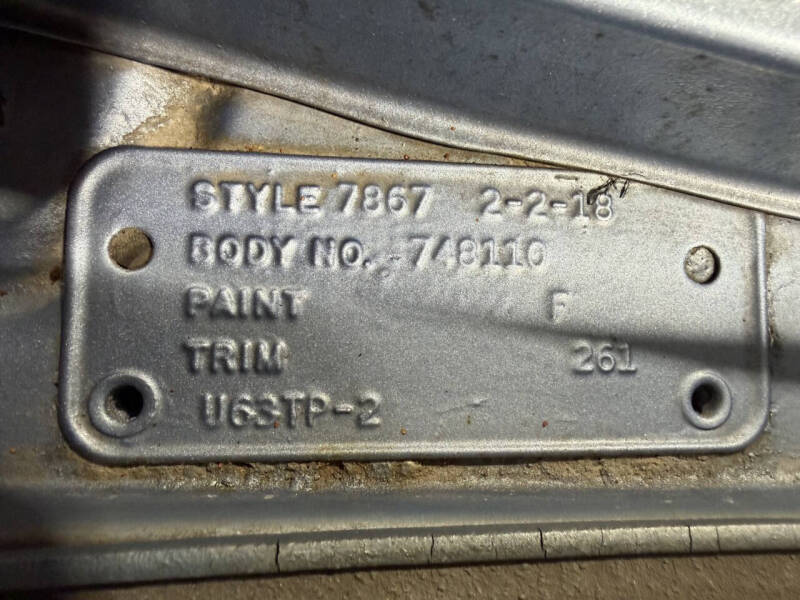 STYLE 7867 2-2-18
BODY NO. 748110
PAINT F
TRIM 261
U63TP-2